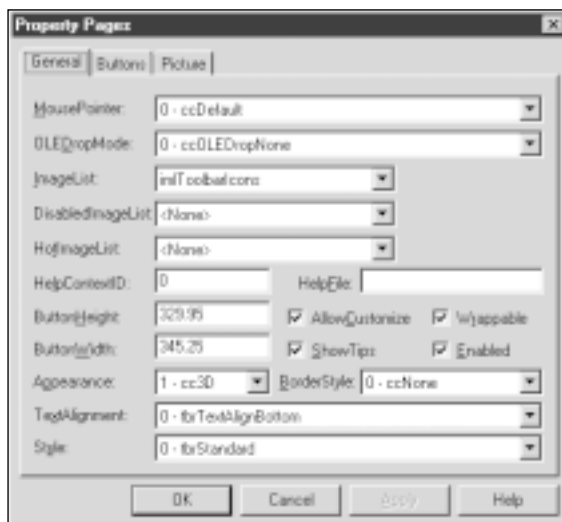 Property Pages
General Buttons Picture
MousePointer: 0 - ccDefault
OLEDropMode: 0 - ccOLEDropNone
ImageList: imlToolbarIcons
DisabledImageList: <None>
HotImageList: <None>
HelpContextID: 0 HelpFile:
ButtonHeight: 329.95 AllowCustomize Wrappable
ButtonWidth: 345.25 ShowTips Enabled
Appearance: 1 - cc3D BorderStyle: 0 - ccNone
TextAlignment: 0 - tbrTextAlignBottom
Style: 0 - tbrStandard
OK Cancel Apply Help